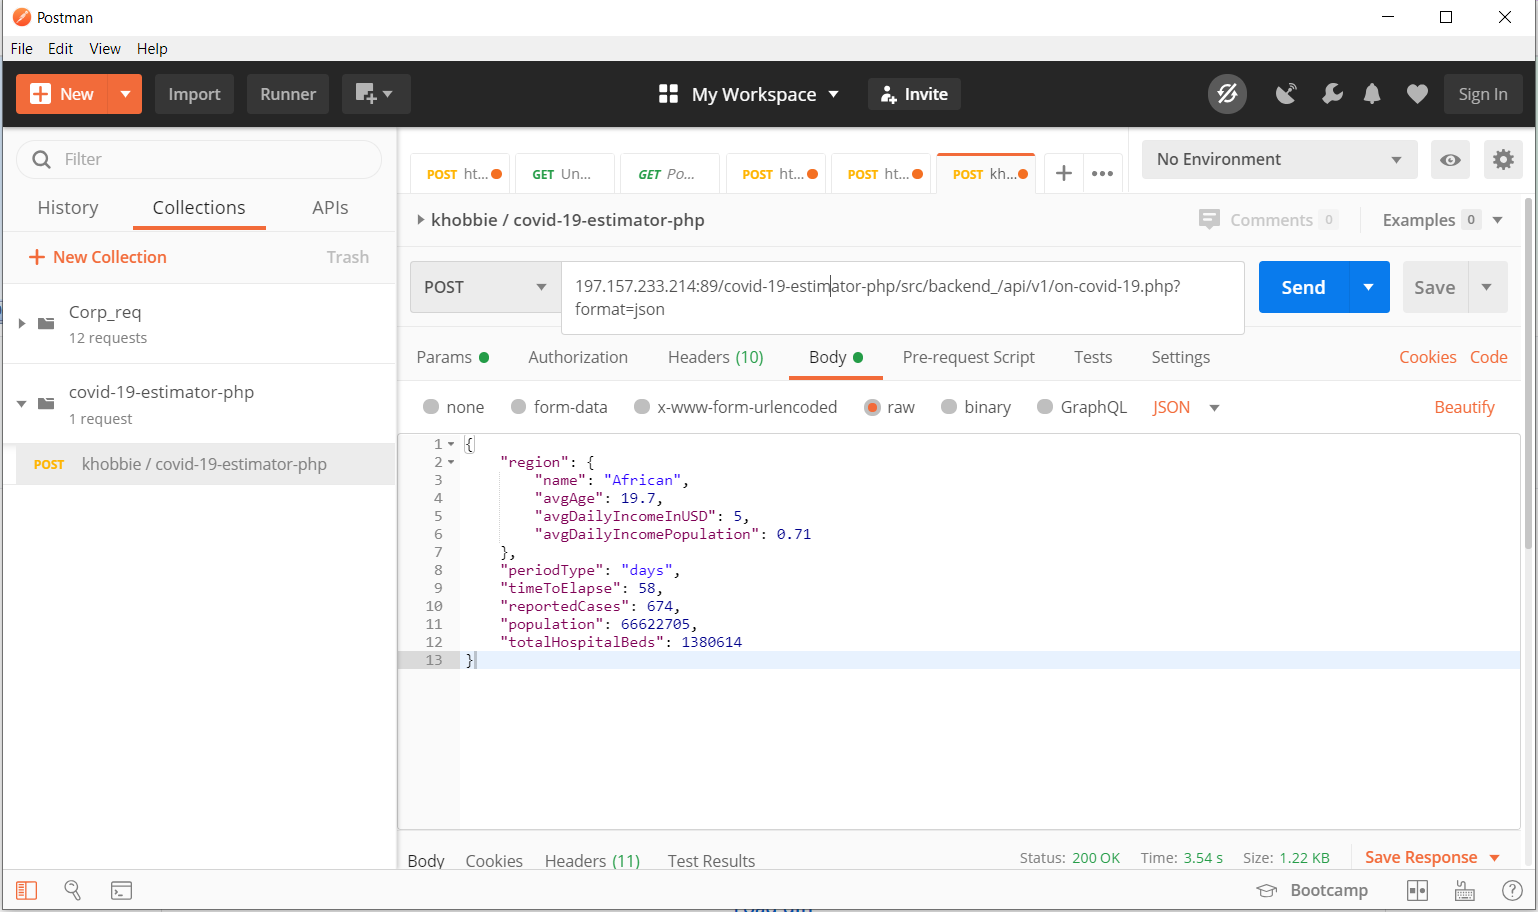 Postman
File Edit View Help
New Import Runner My Workspace Invite Sign In
Filter
History Collections APIs
New Collection Trash
Corp_req
12 requests
covid-19-estimator-php
1 request
POST khobbie / covid-19-estimator-php
POST ht... GET Un... GET Po... POST ht... POST ht... POST kh... No Environment
khobbie / covid-19-estimator-php Comments 0 Examples 0
POST 197.157.233.214:89/covid-19-estimator-php/src/backend_/api/v1/on-covid-19.php?
format=json
Send Save
Params Authorization Headers (10) Body Pre-request Script Tests Settings Cookies Code
none form-data x-www-form-urlencoded raw binary GraphQL JSON Beautify
1 {
2 "region": {
3 "name": "African",
4 "avgAge": 19.7,
5 "avgDailyIncomeInUSD": 5,
6 "avgDailyIncomePopulation": 0.71
7 },
8 "periodType": "days",
9 "timeToElapse": 58,
10 "reportedCases": 674,
11 "population": 66622705,
12 "totalHospitalBeds": 1380614
13 }
Body Cookies Headers (11) Test Results Status: 200 OK Time: 3.54 s Size: 1.22 KB Save Response
Bootcamp